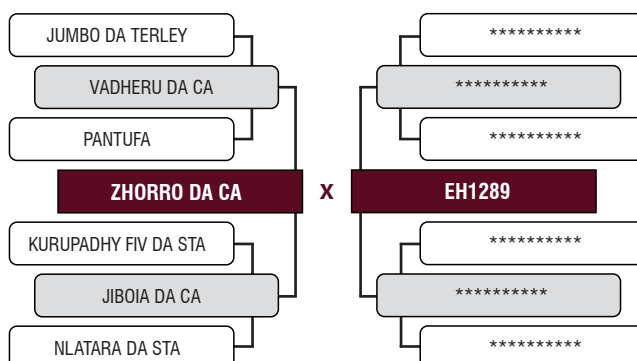 JUMBO DA TERLEY
VADHERU DA CA
PANTUFA
ZHORRO DA CA
KURUPADHY FIV DA STA
JIBOIA DA CA
NLATARA DA STA
X
**********
**********
**********
EH1289
**********
**********
**********